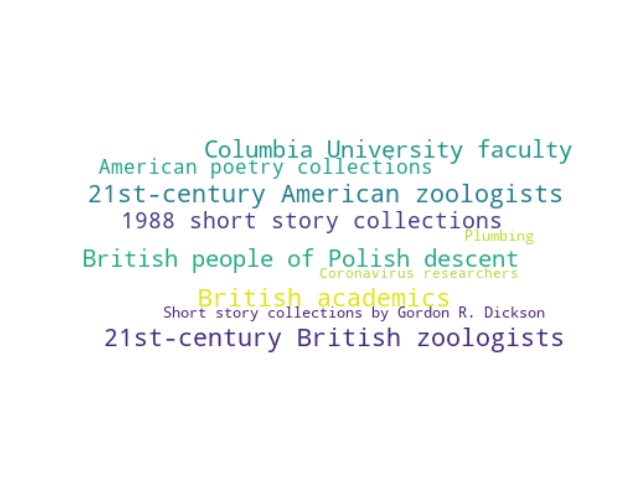 Columbia University faculty
American poetry collections
21st-century American zoologists
1988 short story collections
Plumbing
British people of Polish descent
Coronavirus researchers
British academics
Short story collections by Gordon R. Dickson
21st-century British zoologists